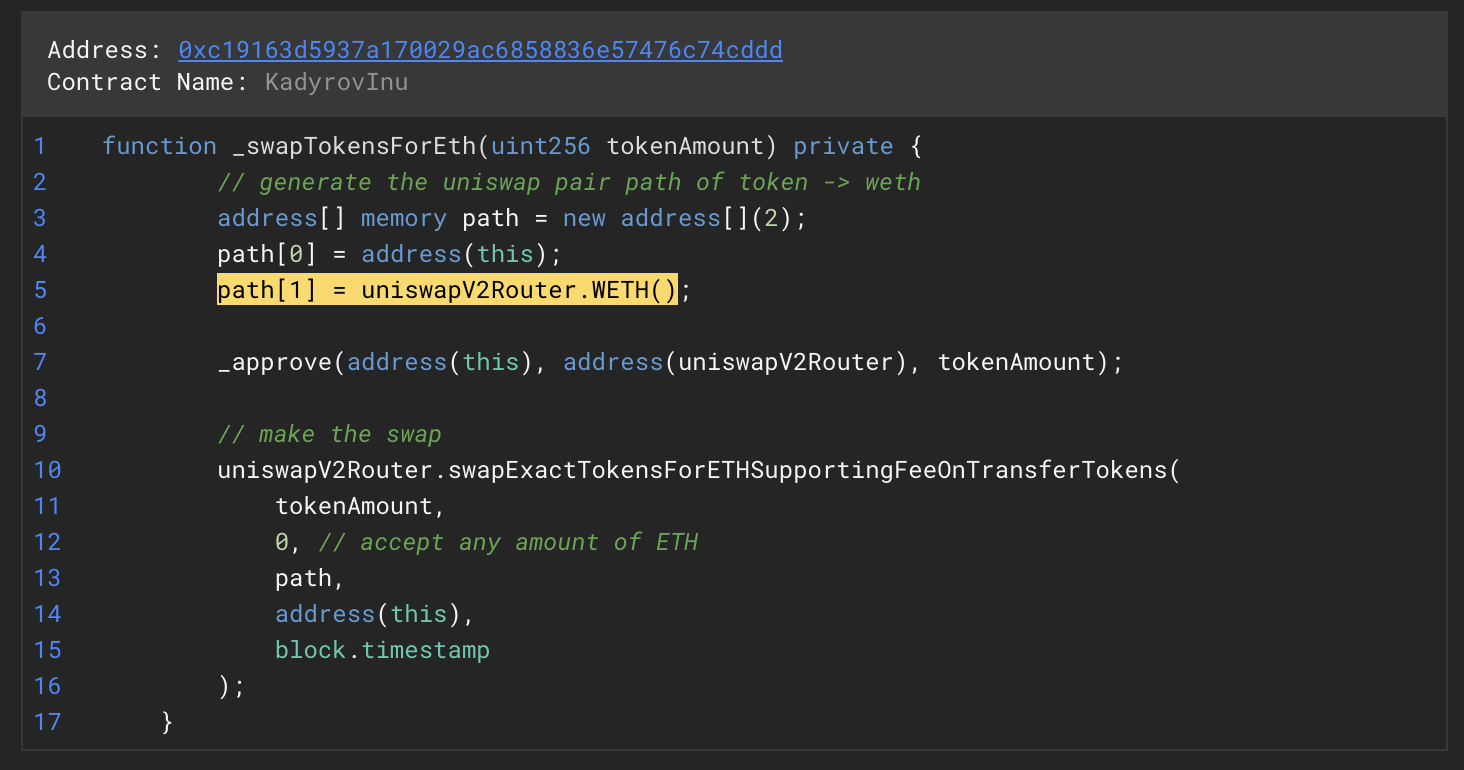 Address: 0xc19163d5937a170029ac6858836e57476c74cddd
Contract Name: KadyrovInu
1 function _swapTokensForEth(uint256 tokenAmount) private {
2 // generate the uniswap pair path of token -> weth
3 address[] memory path = new address[](2);
4 path[0] = address(this);
5 path[1] = uniswapV2Router.WETH();
6
7 _approve(address(this), address(uniswapV2Router), tokenAmount);
8
9 // make the swap
10 uniswapV2Router.swapExactTokensForETHSupportingFeeOnTransferTokens(
11 tokenAmount,
12 0, // accept any amount of ETH
13 path,
14 address(this),
15 block.timestamp
16 );
17 }